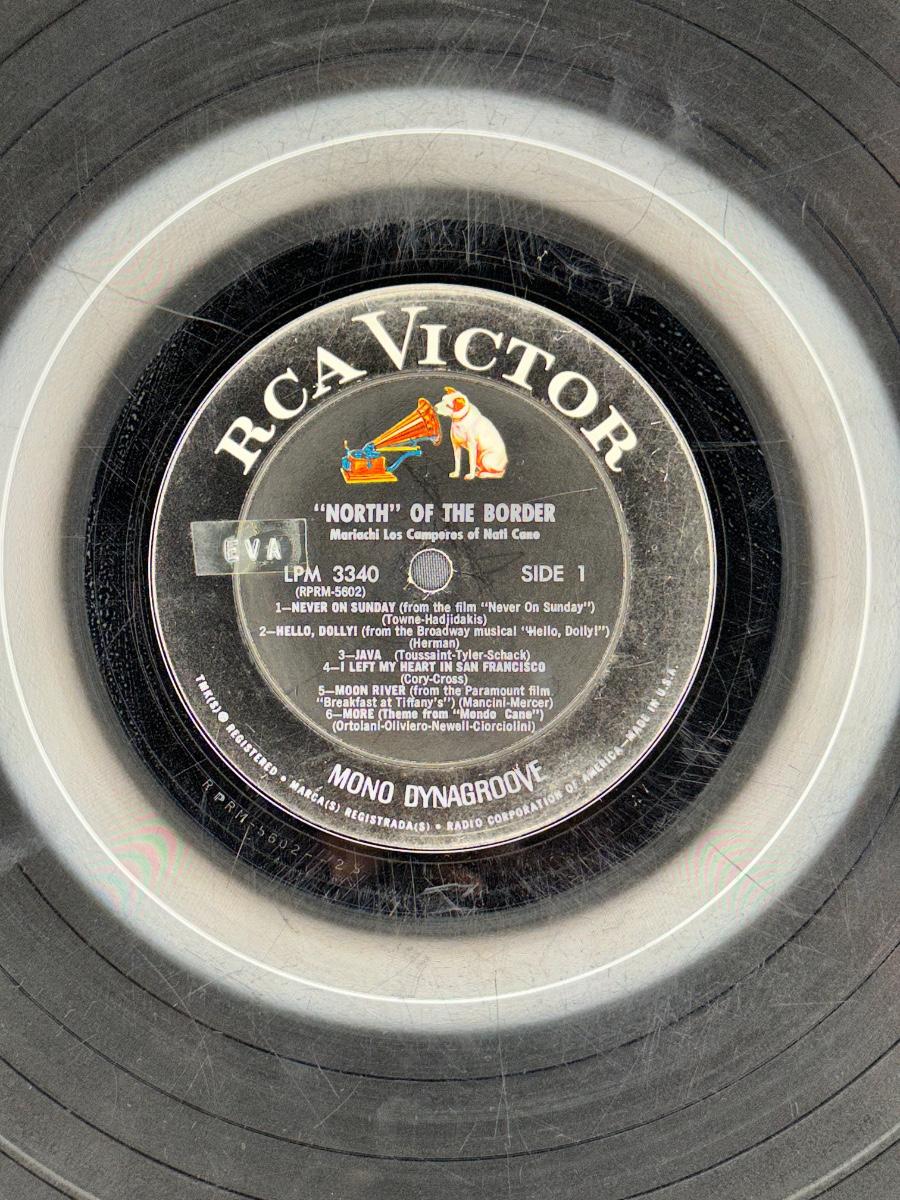 RCA VICTOR
"NORTH" OF THE BORDER
Mariachi Los Camperos of Nati Cano
EVA
LPM 3340 SIDE 1
(RPRM-5602)
1—NEVER ON SUNDAY (from the film "Never On Sunday")
(Towne-Hadjidakis)
2—HELLO, DOLLY! (from the Broadway musical "Hello, Dolly!")
(Herman)
3—JAVA (Toussaint-Tyler-Schack)
4—I LEFT MY HEART IN SAN FRANCISCO
(Cory-Cross)
5—MOON RIVER (from the Paramount film
"Breakfast at Tiffany's") (Mancini-Mercer)
6—MORE (Theme from "Mondo Cane")
(Ortolani-Oliviero-Newell-Ciorciolini)
MONO DYNAGROOVE
TMK(S) ® REGISTERED • MARCA(S) REGISTRADA(S) • RADIO CORPORATION OF AMERICA—MADE IN U.S.A.